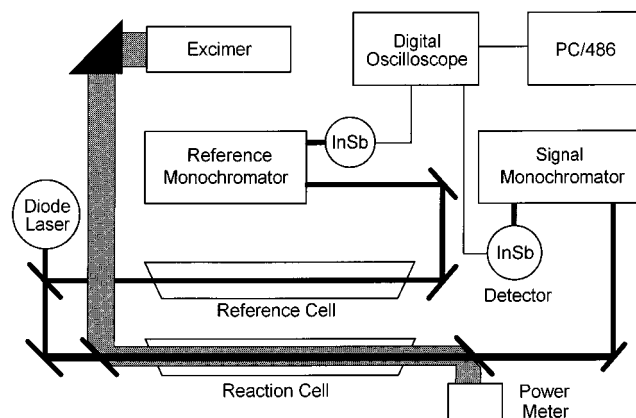 Excimer
Digital
Oscilloscope
PC/486
Reference
Monochromator
InSb
Signal
Monochromator
Diode
Laser
InSb
Detector
Reference Cell
Reaction Cell
Power
Meter